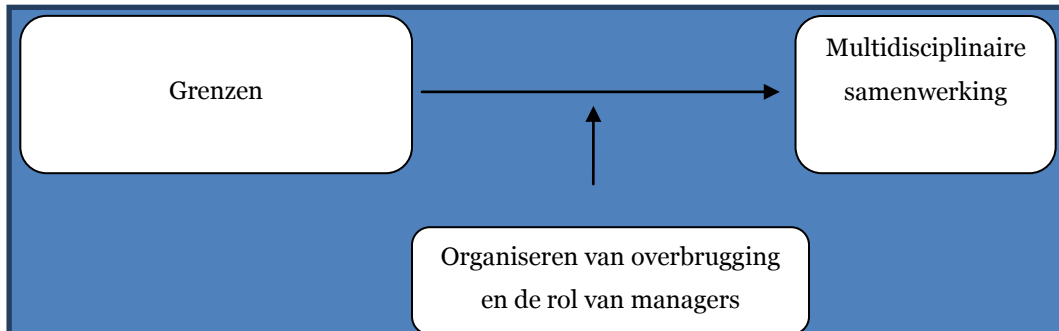 Grenzen
Multidisciplinaire
samenwerking
Organiseren van overbrugging
en de rol van managers